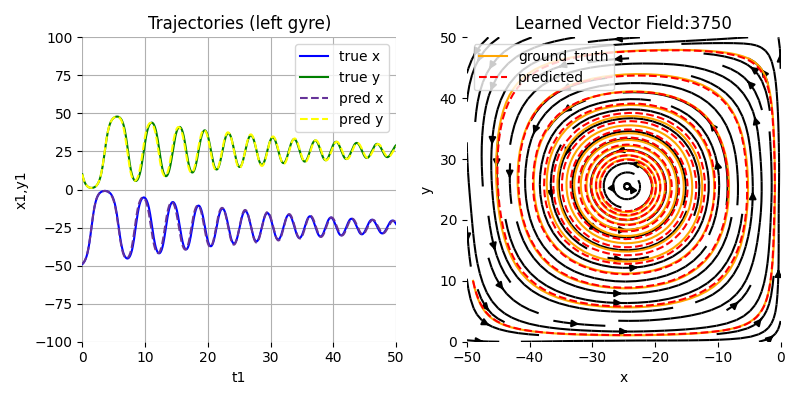 Trajectories (left gyre)
100
75
50
25
0
−25
−50
−75
−100
x1,y1
0 10 20 30 40 50
t1
true x
true y
pred x
pred y
Learned Vector Field:3750
50
40
30
20
10
0
y
−50 −40 −30 −20 −10 0
x
ground_truth
predicted